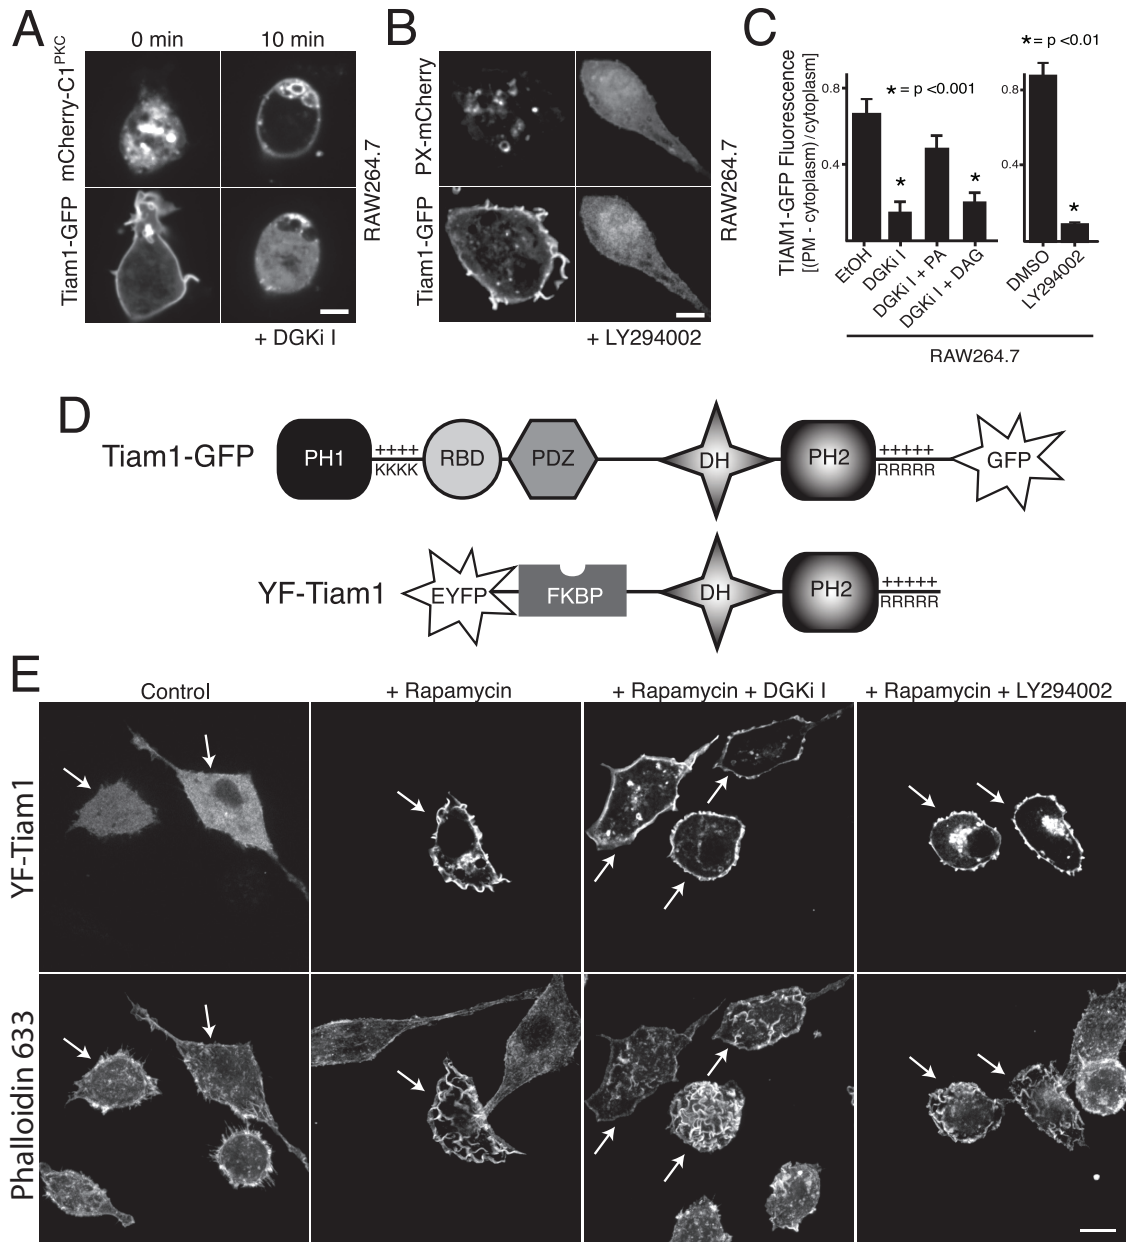 A
0 min
10 min
mCherry-C1PKC
Tiam1-GFP
RAW264.7
+ DGKi I
B
PX-mCherry
Tiam1-GFP
RAW264.7
+ LY294002
C
TIAM1-GFP Fluorescence
[(PM - cytoplasm) / cytoplasm]
* = p <0.001
* = p <0.01
0.8
0.4
0.8
0.4
*
*
*
EtOH
DGKi I
DGKi I + PA
DGKi I + DAG
DMSO
LY294002
RAW264.7
D
Tiam1-GFP
PH1
++++
KKKK
RBD
PDZ
DH
PH2
+++++
RRRRR
GFP
YF-Tiam1
EYFP
FKBP
DH
PH2
+++++
RRRRR
E
Control
+ Rapamycin
+ Rapamycin + DGKi I
+ Rapamycin + LY294002
YF-Tiam1
Phalloidin 633